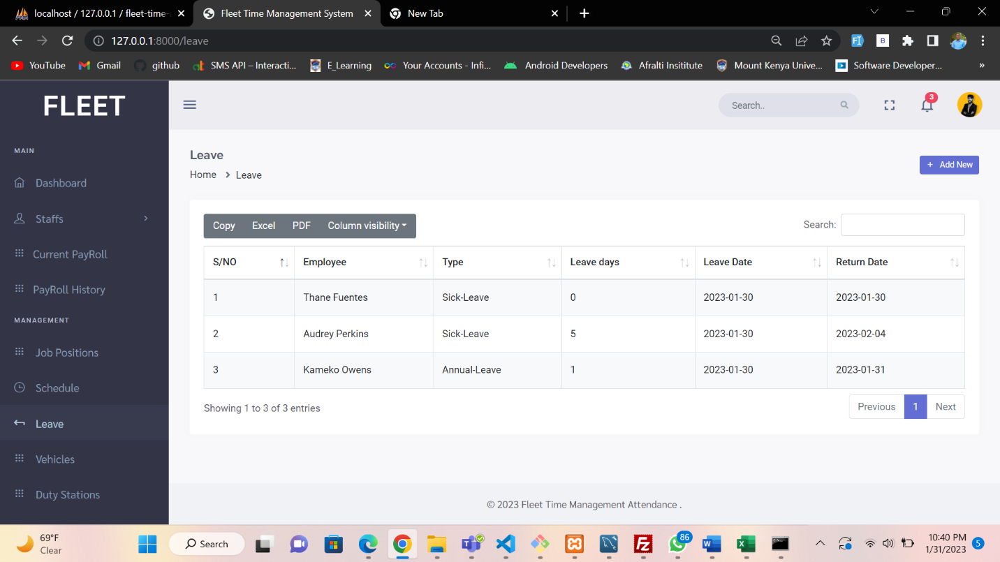 localhost / 127.0.0.1 / fleet-time-
Fleet Time Management System
New Tab
127.0.0.1:8000/leave
FI
B
YouTube
Gmail
github
SMS API – Interacti...
E_Learning
Your Accounts - Infi...
Android Developers
Afralti Insititute
Mount Kenya Unive...
Software Developer...
»
FLEET
MAIN
Dashboard
Staffs
Current PayRoll
PayRoll History
MANAGEMENT
Job Positions
Schedule
Leave
Vehicles
Duty Stations
Search..
3
Leave
Home > Leave
+ Add New
Copy Excel PDF Column visibility
Search:
S/NO Employee Type Leave days Leave Date Return Date
1 Thane Fuentes Sick-Leave 0 2023-01-30 2023-01-30
2 Audrey Perkins Sick-Leave 5 2023-01-30 2023-02-04
3 Kameko Owens Annual-Leave 1 2023-01-30 2023-01-31
Showing 1 to 3 of 3 entries
Previous 1 Next
© 2023 Fleet Time Management Attendance .
69°F
Clear
Search
86
10:40 PM
1/31/2023
5